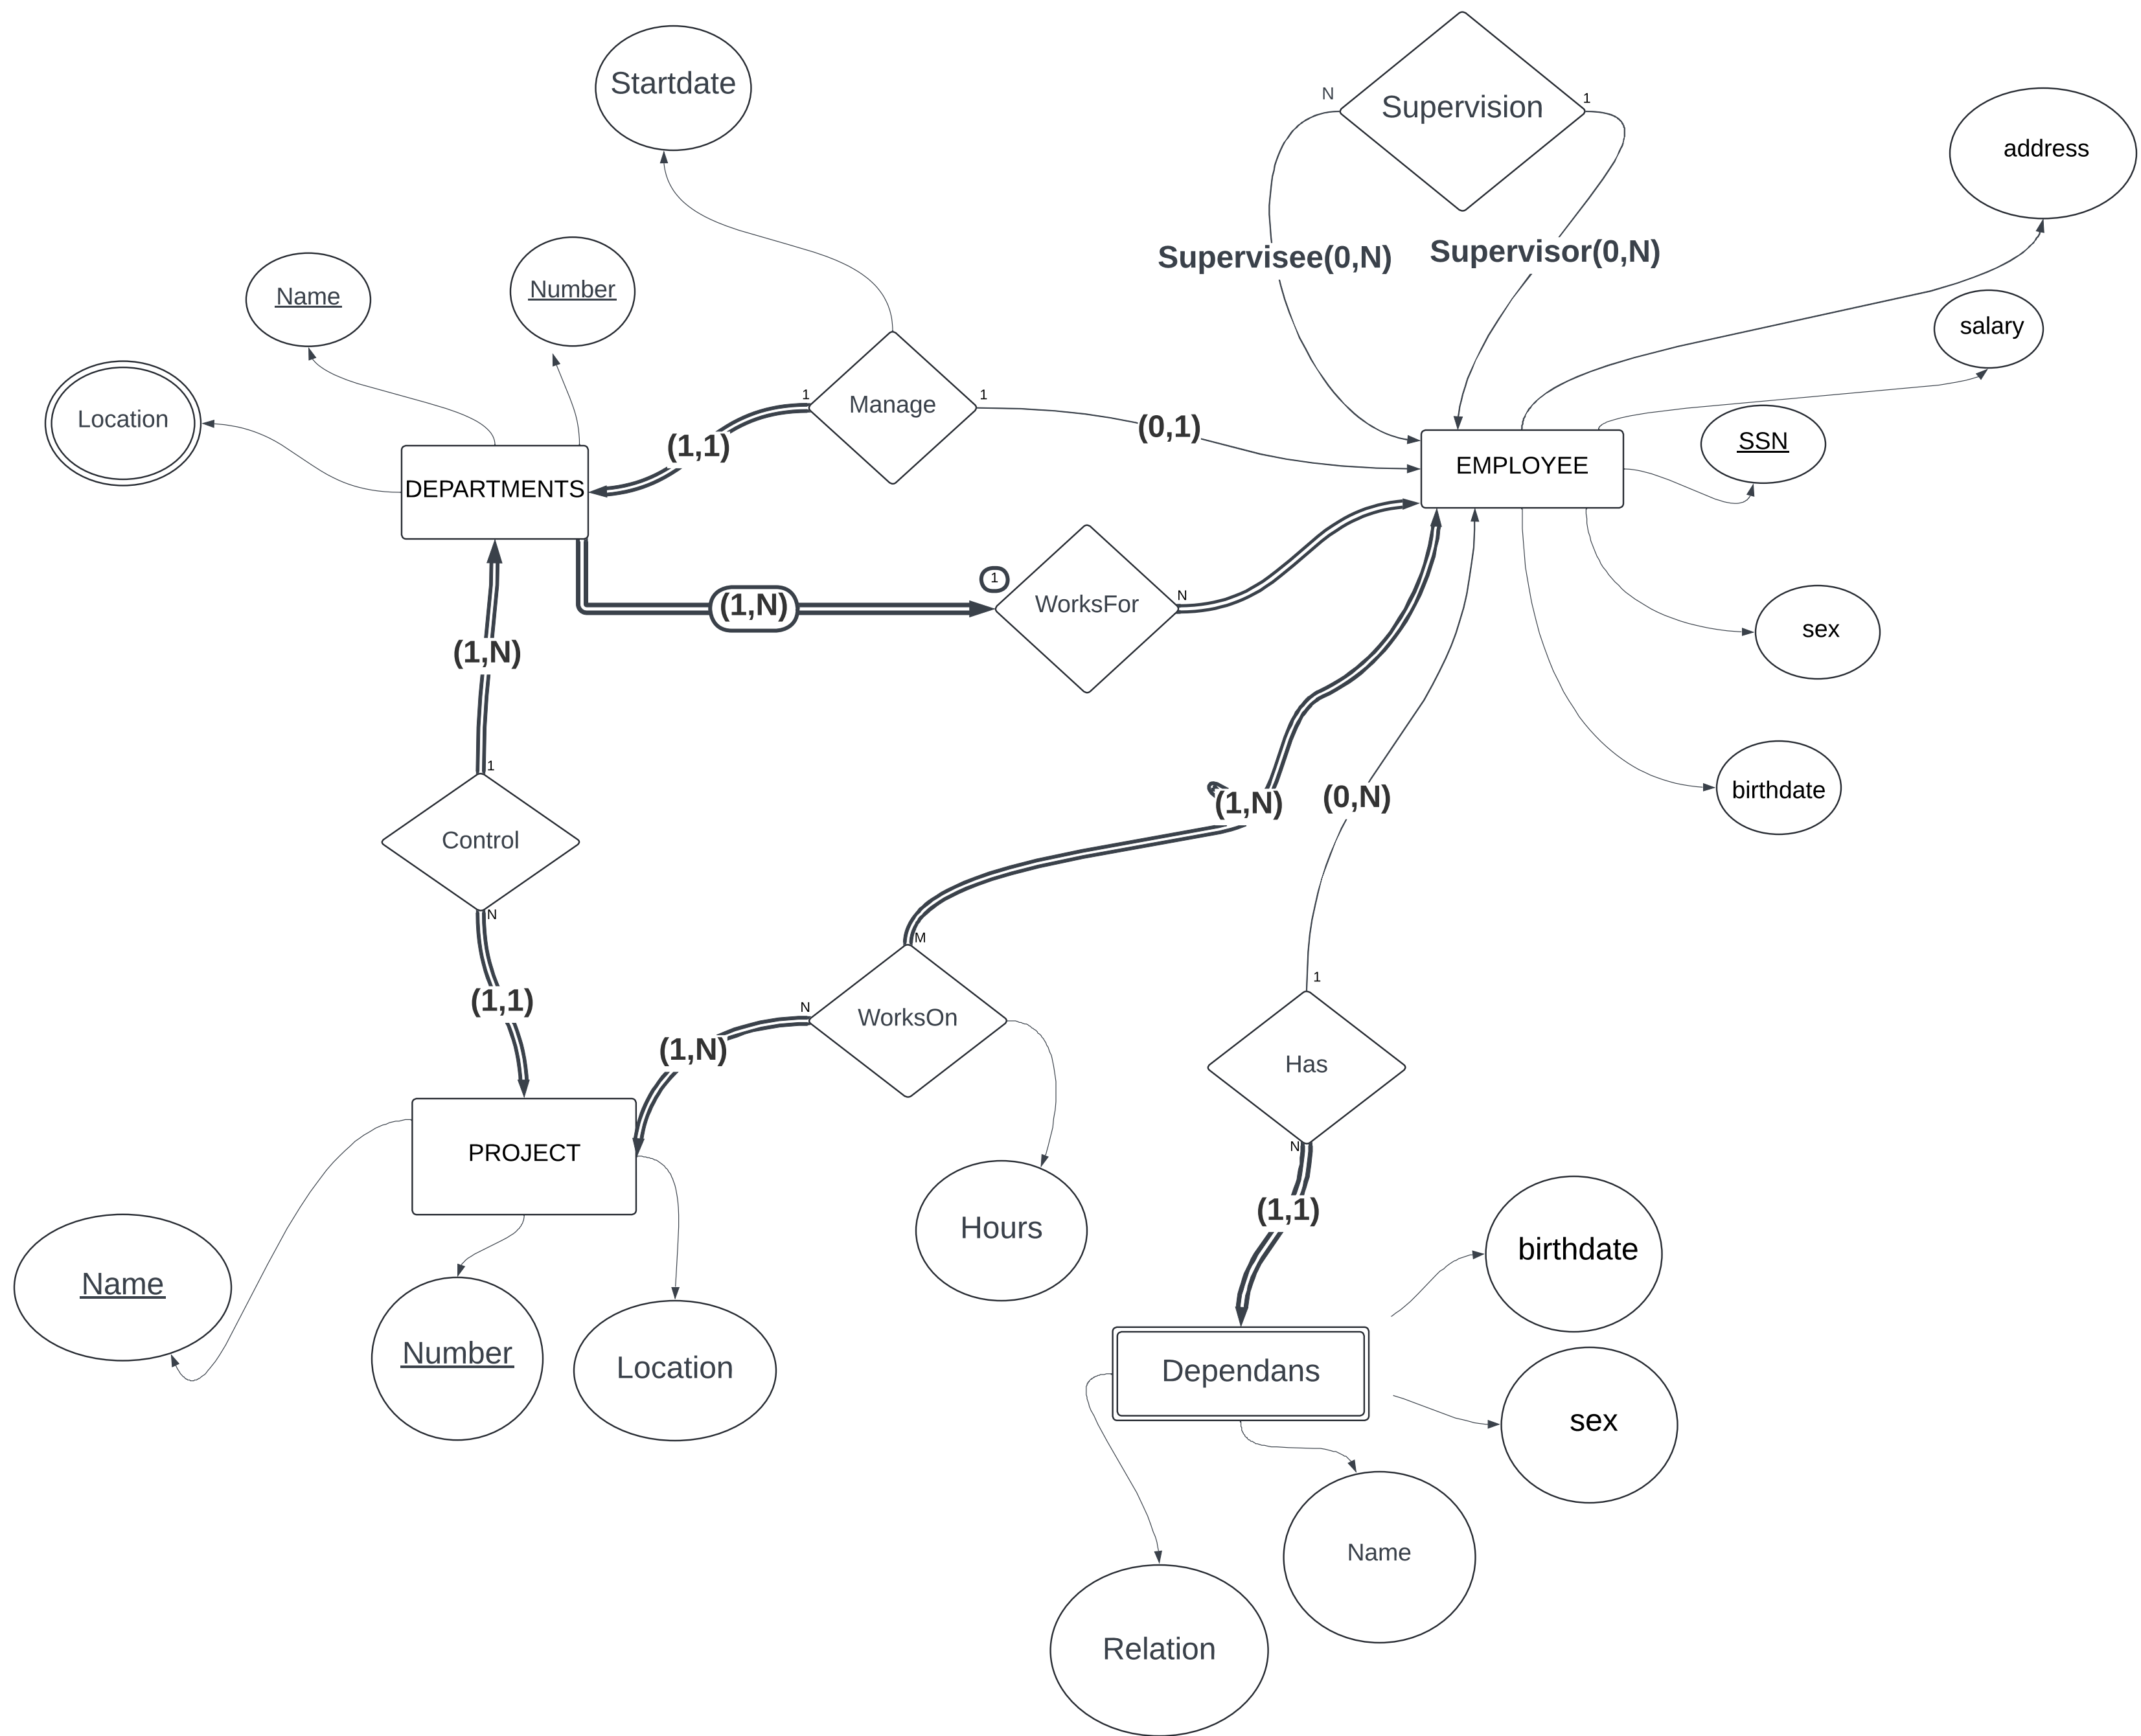 Startdate
N
Supervision
1
address
Supervisee(0,N)
Supervisor(0,N)
Name
Number
salary
Location
1
Manage
1
(0,1)
(1,1)
SSN
EMPLOYEE
DEPARTMENTS
1
WorksFor
N
(1,N)
sex
(1,N)
1
Control
N
(1,N)
(0,N)
birthdate
M
N
WorksOn
(1,1)
(1,N)
1
Has
N
PROJECT
Hours
(1,1)
birthdate
Name
Number
Location
Dependans
sex
Name
Relation